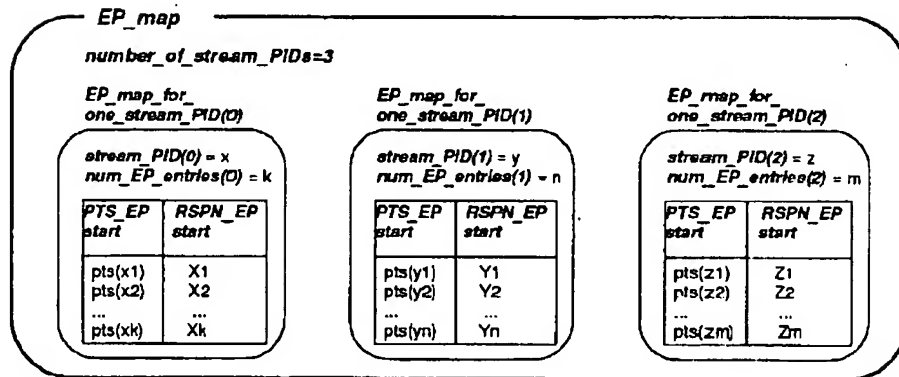 EP_map
number_of_stream_PIDs=3
EP_map_for_
one_stream_PID(0)
stream_PID(0) = x
num_EP_entries(0) = k
PTS_EP start RSPN_EP start
pts(x1) X1
pts(x2) X2
... ...
pts(xk) Xk
EP_map_for_
one_stream_PID(1)
stream_PID(1) = y
num_EP_entries(1) = n
PTS_EP start RSPN_EP start
pts(y1) Y1
pts(y2) Y2
... ...
pts(yn) Yn
EP_map_for_
one_stream_PID(2)
stream_PID(2) = z
num_EP_entries(2) = m
PTS_EP start RSPN_EP start
pts(z1) Z1
pts(z2) Z2
... ...
pts(zm) Zm